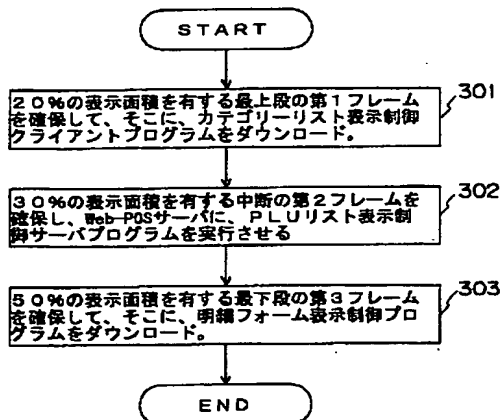 START
301
20%の表示面積を有する最上段の第1フレーム
を確保して、そこに、カテゴリーリスト表示制御
クライアントプログラムをダウンロード。
302
30%の表示面積を有する中断の第2フレームを
確保し、Web-POSサーバに、PLUリスト表示制
御サーバプログラムを実行させる
303
50%の表示面積を有する最下段の第3フレーム
を確保して、そこに、明細フォーム表示制御プロ
グラムをダウンロード。
END